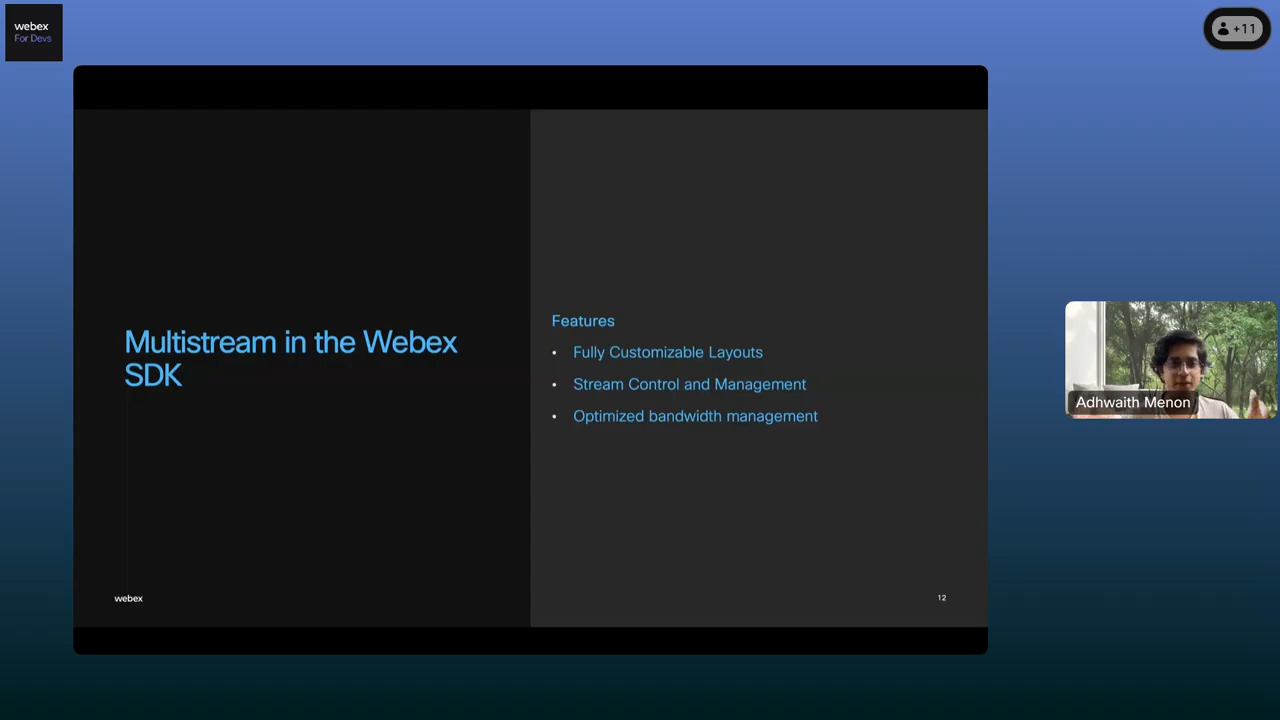 webex
For Devs
+11
Multistream in the Webex
SDK
Features
• Fully Customizable Layouts
• Stream Control and Management
• Optimized bandwidth management
Adhwaith Menon
webex
12